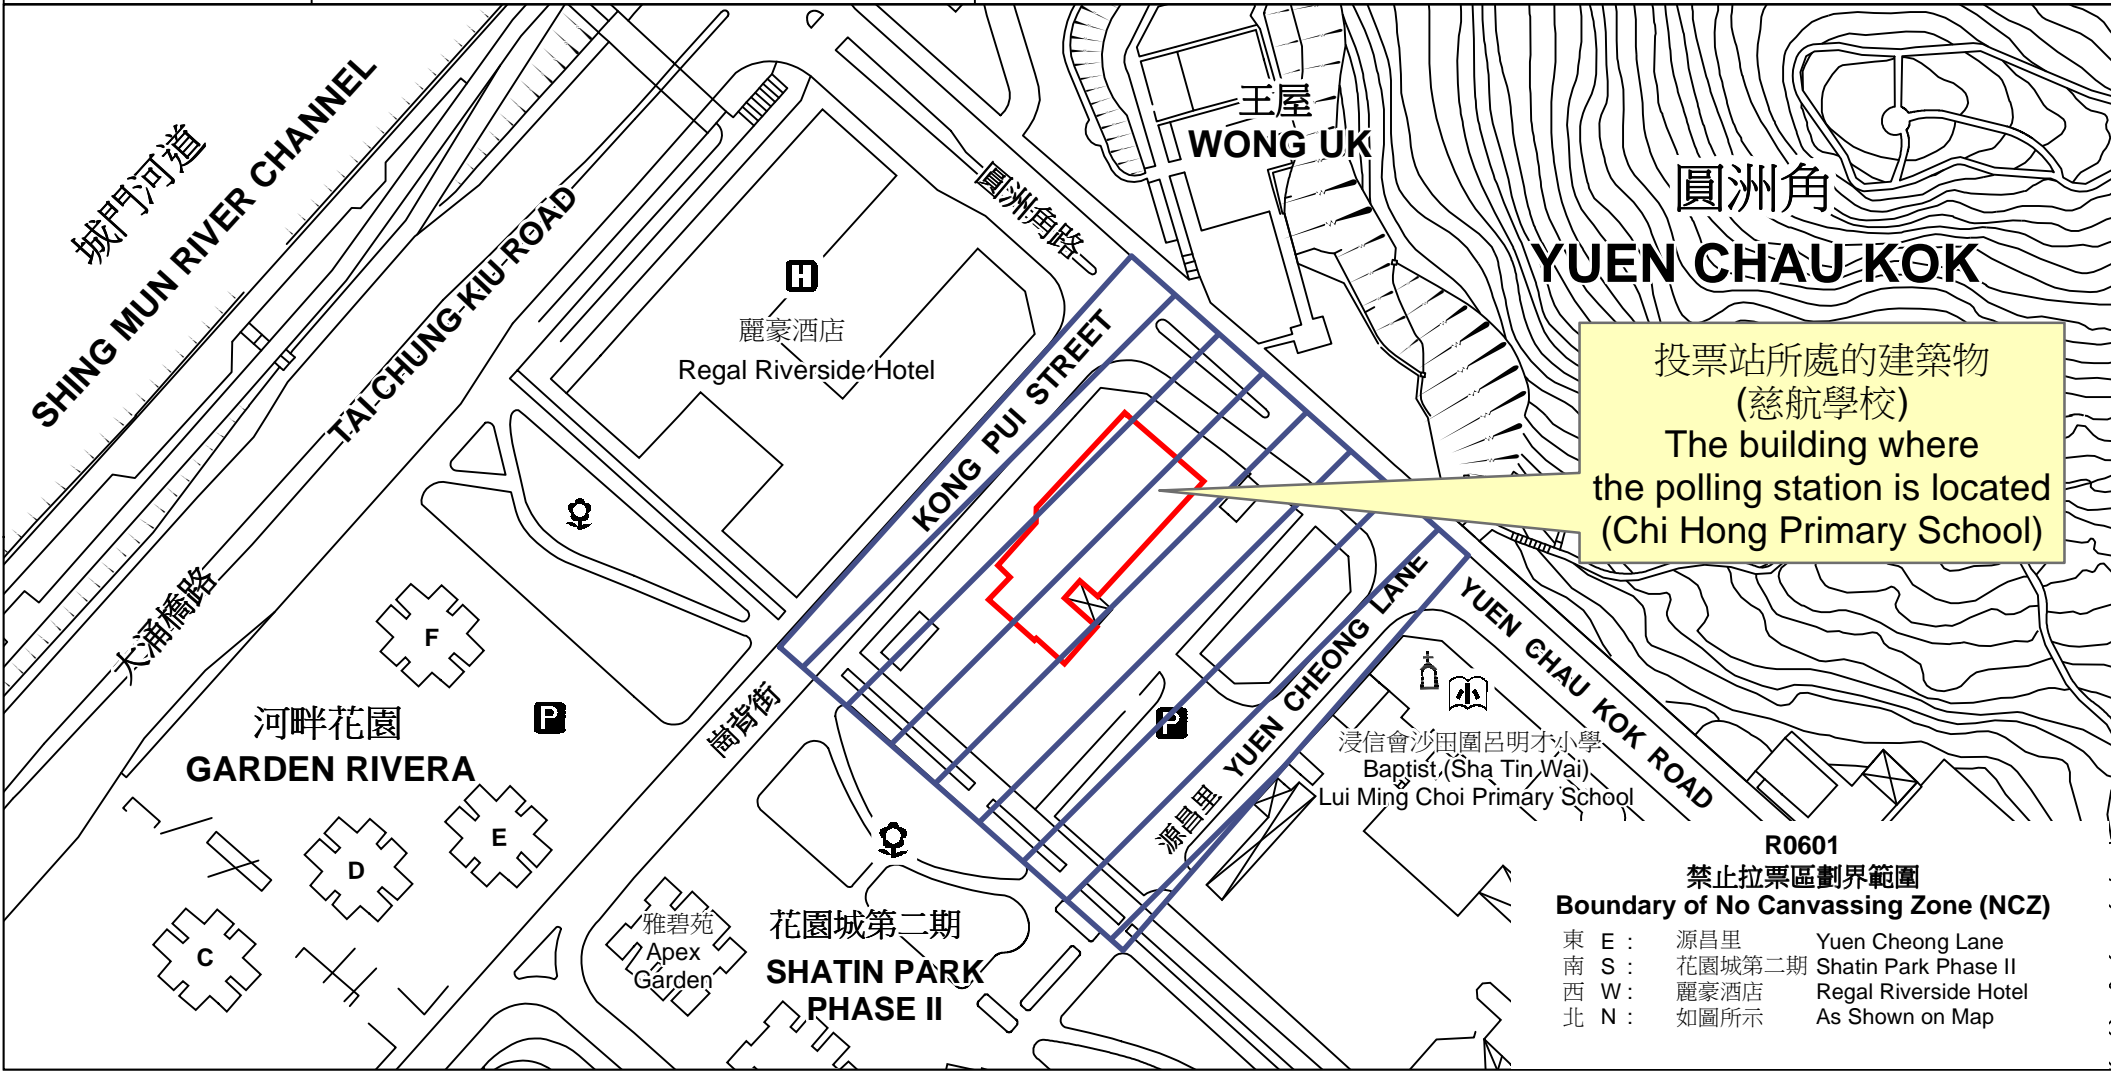 城門河道
SHING MUN RIVER CHANNEL
TAI CHUNG KIU ROAD
大涌橋路
王屋
WONG UK
圓洲角
YUEN CHAU KOK
圓洲角路
H
麗豪酒店
Regal Riverside Hotel
KONG PUI STREET
崗背街
投票站所處的建築物
(慈航學校)
The building where
the polling station is located
(Chi Hong Primary School)
YUEN CHEONG LANE
源昌里
YUEN CHAU KOK ROAD
小
浸信會沙田圍呂明才小學
Baptist (Sha Tin Wai)
Lui Ming Choi Primary School
P
P
F
河畔花園
GARDEN RIVERA
E
D
C
雅碧苑
Apex
Garden
花園城第二期
SHATIN PARK
PHASE II
R0601
禁止拉票區劃界範圍
Boundary of No Canvassing Zone (NCZ)
東 E : 源昌里 Yuen Cheong Lane
南 S : 花園城第二期 Shatin Park Phase II
西 W : 麗豪酒店 Regal Riverside Hotel
北 N : 如圖所示 As Shown on Map